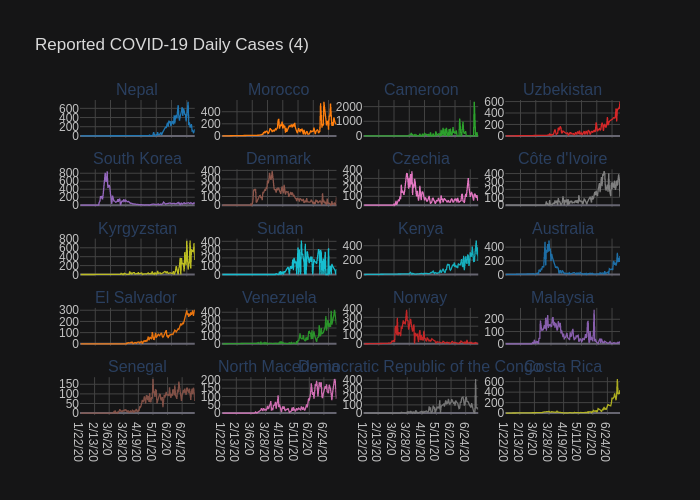 Reported COVID-19 Daily Cases (4)
Nepal Morocco Cameroon Uzbekistan
600 400 200 0
400 200 0
2000 1000 0
600 400 200 0
South Korea Denmark Czechia Côte d'Ivoire
800 600 400 200 0
400 300 200 100 0
400 300 200 100 0
400 300 200 100 0
Kyrgyzstan Sudan Kenya Australia
800 600 400 200 0
400 300 200 100 0
400 200 0
400 200 0
El Salvador Venezuela Norway Malaysia
300 200 100 0
400 300 200 100 0
400 300 200 100 0
200 100 0
Senegal North Macedonia Democratic Republic of the Congo Costa Rica
150 100 50 0
200 150 100 50 0
400 300 200 100 0
600 400 200 0
1/22/20 2/13/20 3/6/20 3/28/20 4/19/20 5/11/20 6/2/20 6/24/20
1/22/20 2/13/20 3/6/20 3/28/20 4/19/20 5/11/20 6/2/20 6/24/20
1/22/20 2/13/20 3/6/20 3/28/20 4/19/20 5/11/20 6/2/20 6/24/20
1/22/20 2/13/20 3/6/20 3/28/20 4/19/20 5/11/20 6/2/20 6/24/20